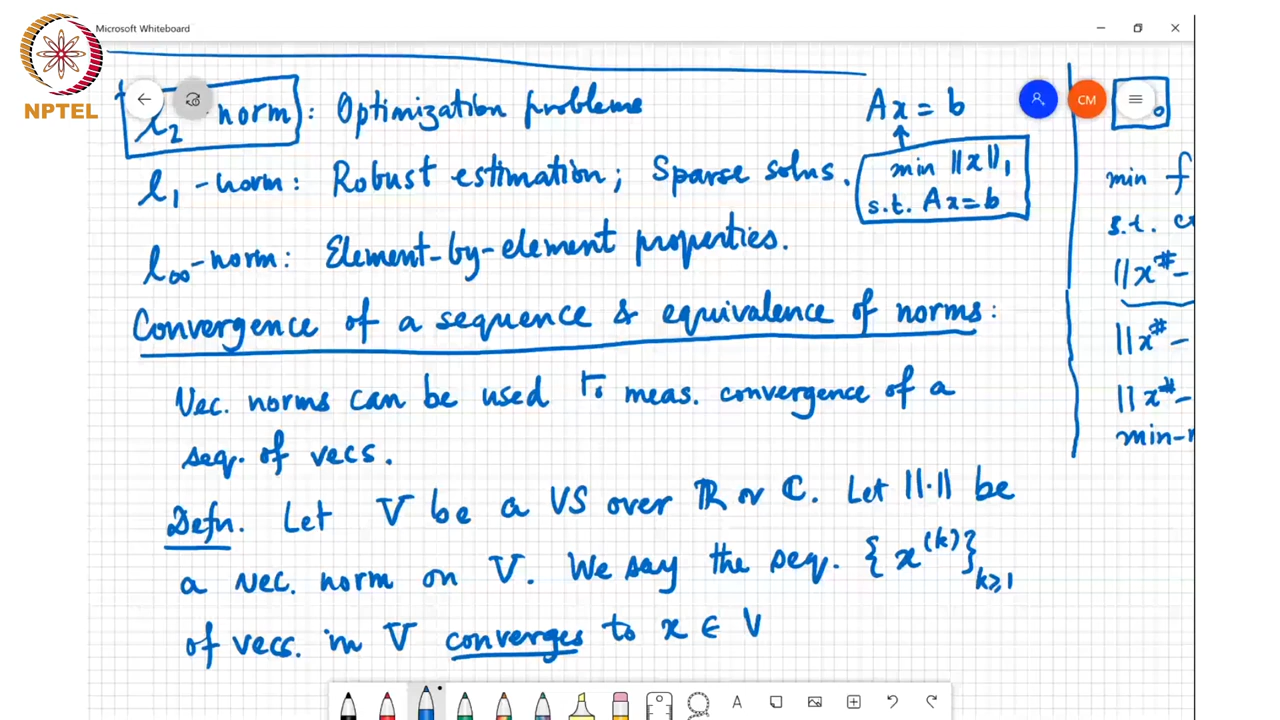 Microsoft Whiteboard
NPTEL
l₂ norm : Optimization problems
l₁-norm : Robust estimation; Sparse solns.
l∞-norm : Element-by-element properties.
Ax = b
min ||x||₁
s.t. Ax = b
CM
min f
s.t. c
||x^# -
||x^# -
||x^# -
min-
Convergence of a sequence & equivalence of norms :
Vec. norms can be used to meas. convergence of a
seq. of vecs.
Defn. Let V be a VS over ℝ or ℂ. Let ||·|| be
a vec. norm on V. We say the seq. { x^(k) }_{k≥1}
of vecs. in V converges to x ∈ V